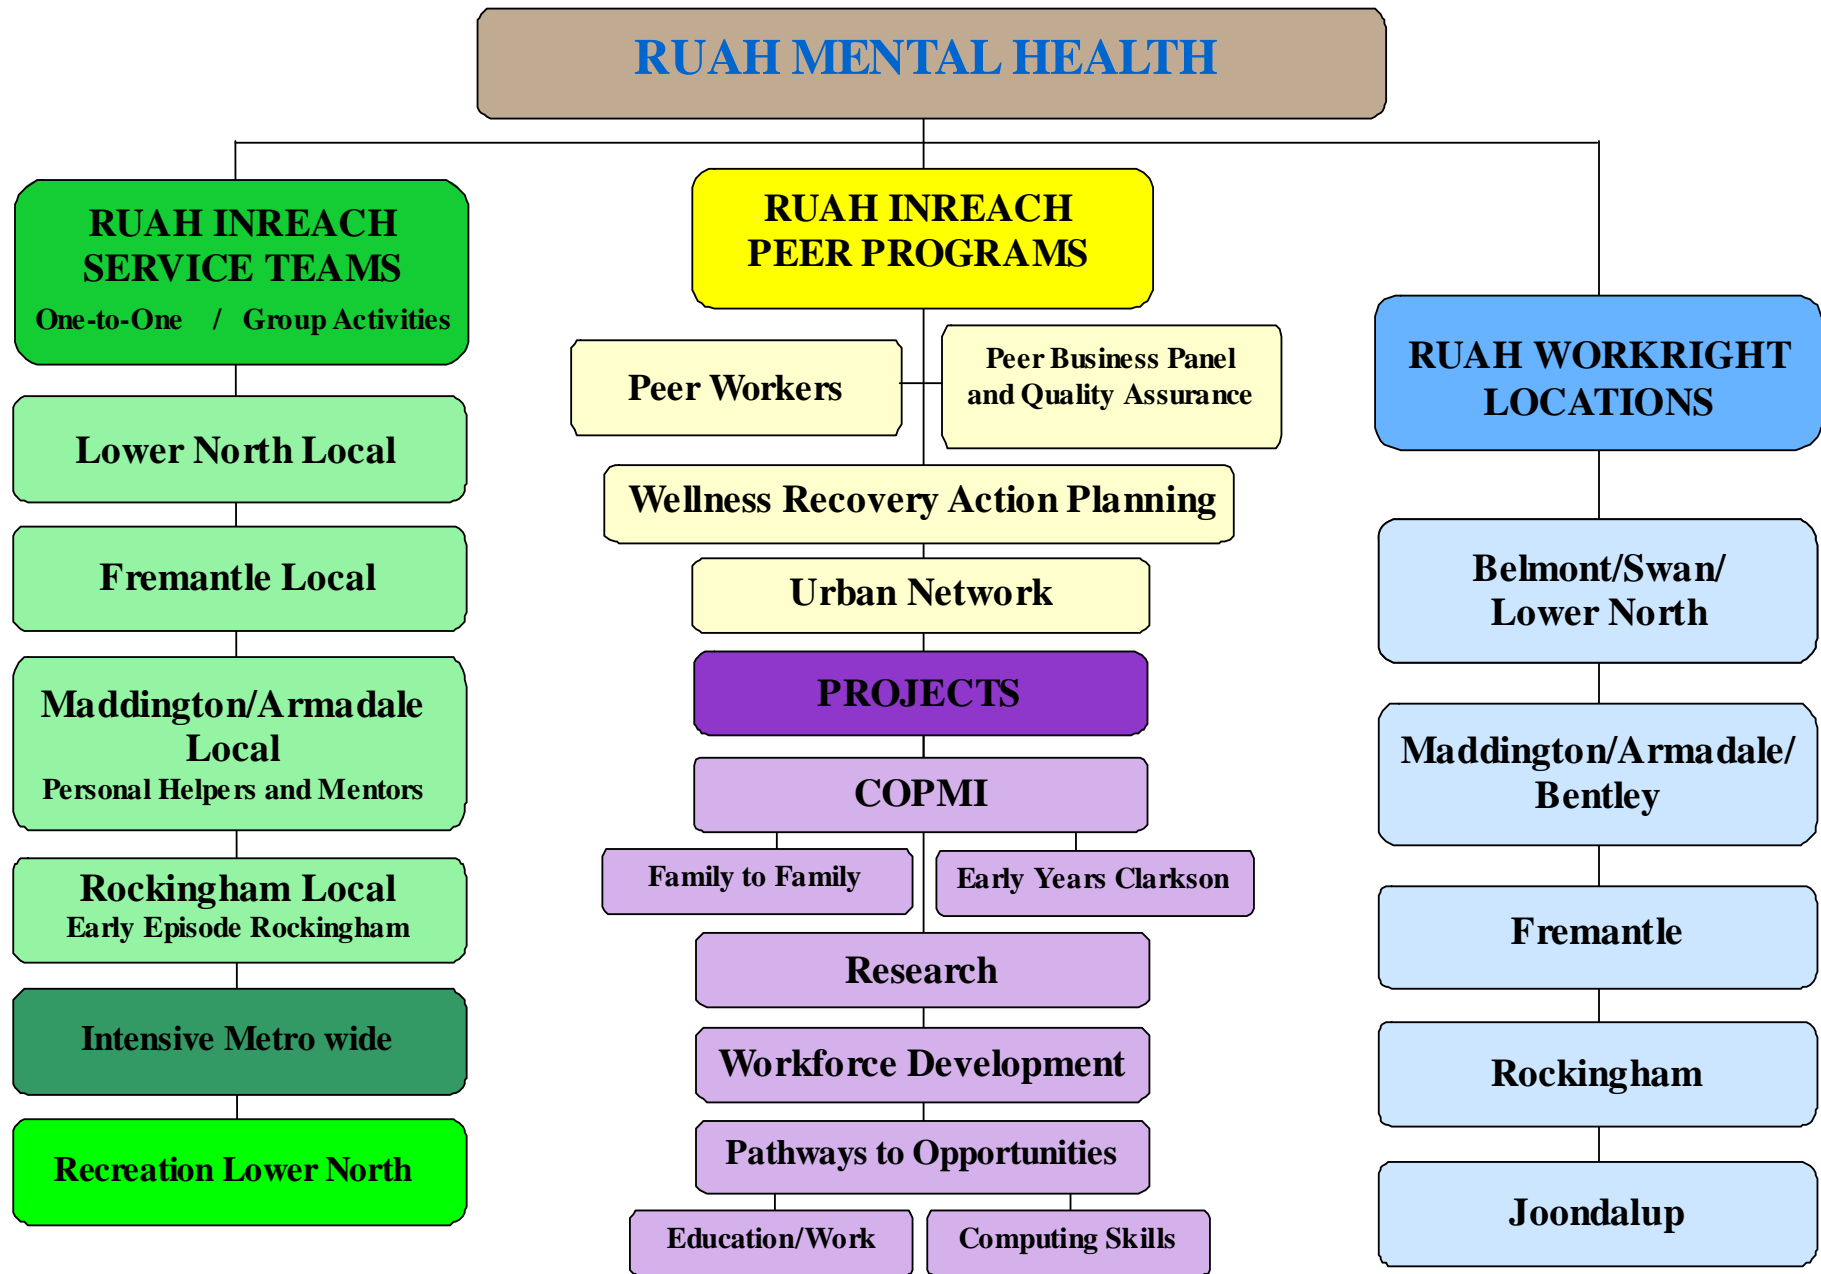 RUAH MENTAL HEALTH
RUAH INREACH
SERVICE TEAMS
One-to-One / Group Activities
Lower North Local
Fremantle Local
Maddington/Armadale
Local
Personal Helpers and Mentors
Rockingham Local
Early Episode Rockingham
Intensive Metro wide
Recreation Lower North
RUAH INREACH
PEER PROGRAMS
Peer Workers
Peer Business Panel
and Quality Assurance
Wellness Recovery Action Planning
Urban Network
PROJECTS
COPMI
Family to Family
Early Years Clarkson
Research
Workforce Development
Pathways to Opportunities
Education/Work
Computing Skills
RUAH WORKRIGHT
LOCATIONS
Belmont/Swan/
Lower North
Maddington/Armadale/
Bentley
Fremantle
Rockingham
Joondalup